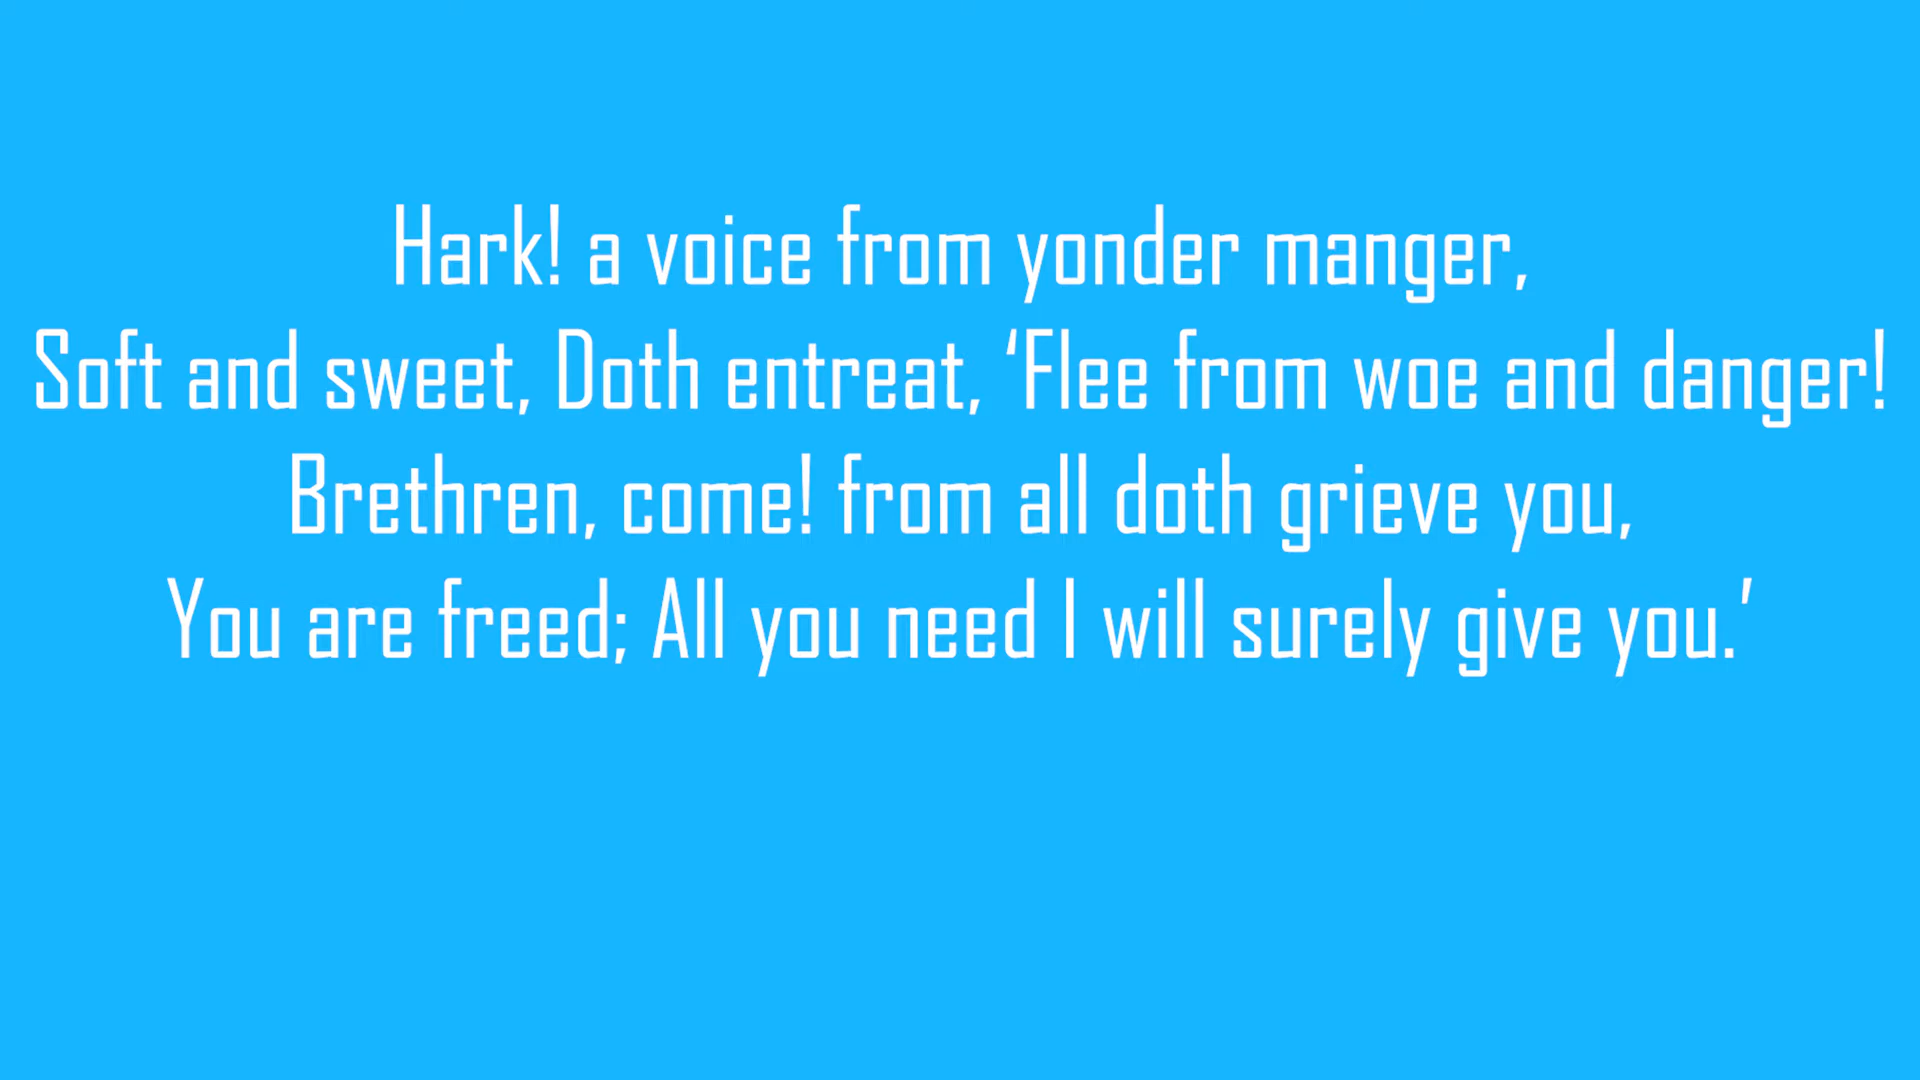 Hark! a voice from yonder manger,
Soft and sweet, Doth entreat, ‘Flee from woe and danger!
Brethren, come! from all doth grieve you,
You are freed; All you need I will surely give you.’